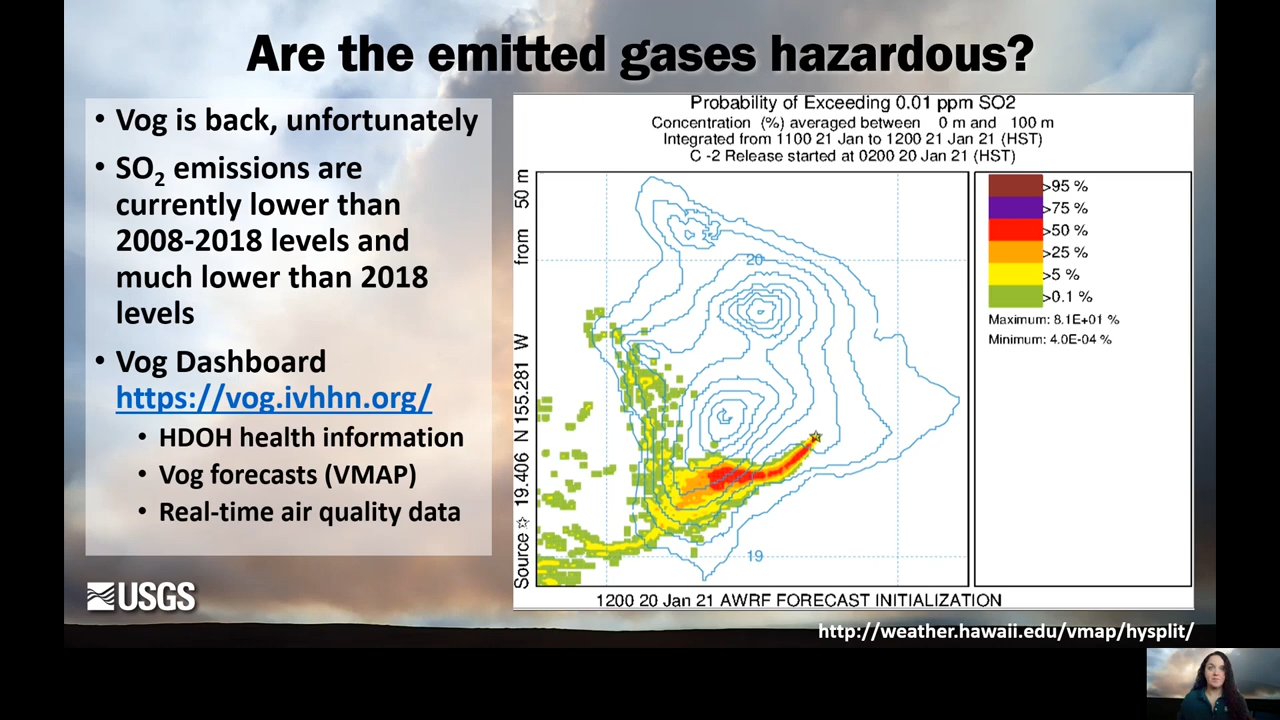 Are the emitted gases hazardous?
• Vog is back, unfortunately
• SO2 emissions are
currently lower than
2008-2018 levels and
much lower than 2018
levels
• Vog Dashboard
https://vog.ivhhn.org/
• HDOH health information
• Vog forecasts (VMAP)
• Real-time air quality data
USGS
Probability of Exceeding 0.01 ppm SO2
Concentration (%) averaged between 0 m and 100 m
Integrated from 1100 21 Jan to 1200 21 Jan 21 (HST)
C -2 Release started at 0200 20 Jan 21 (HST)
Source ☆ 19.406 N 155.281 W from 50 m
20
19
>95 %
>75 %
>50 %
>25 %
>5 %
>0.1 %
Maximum: 8.1E+01 %
Minimum: 4.0E-04 %
1200 20 Jan 21 AWRF FORECAST INITIALIZATION
http://weather.hawaii.edu/vmap/hysplit/